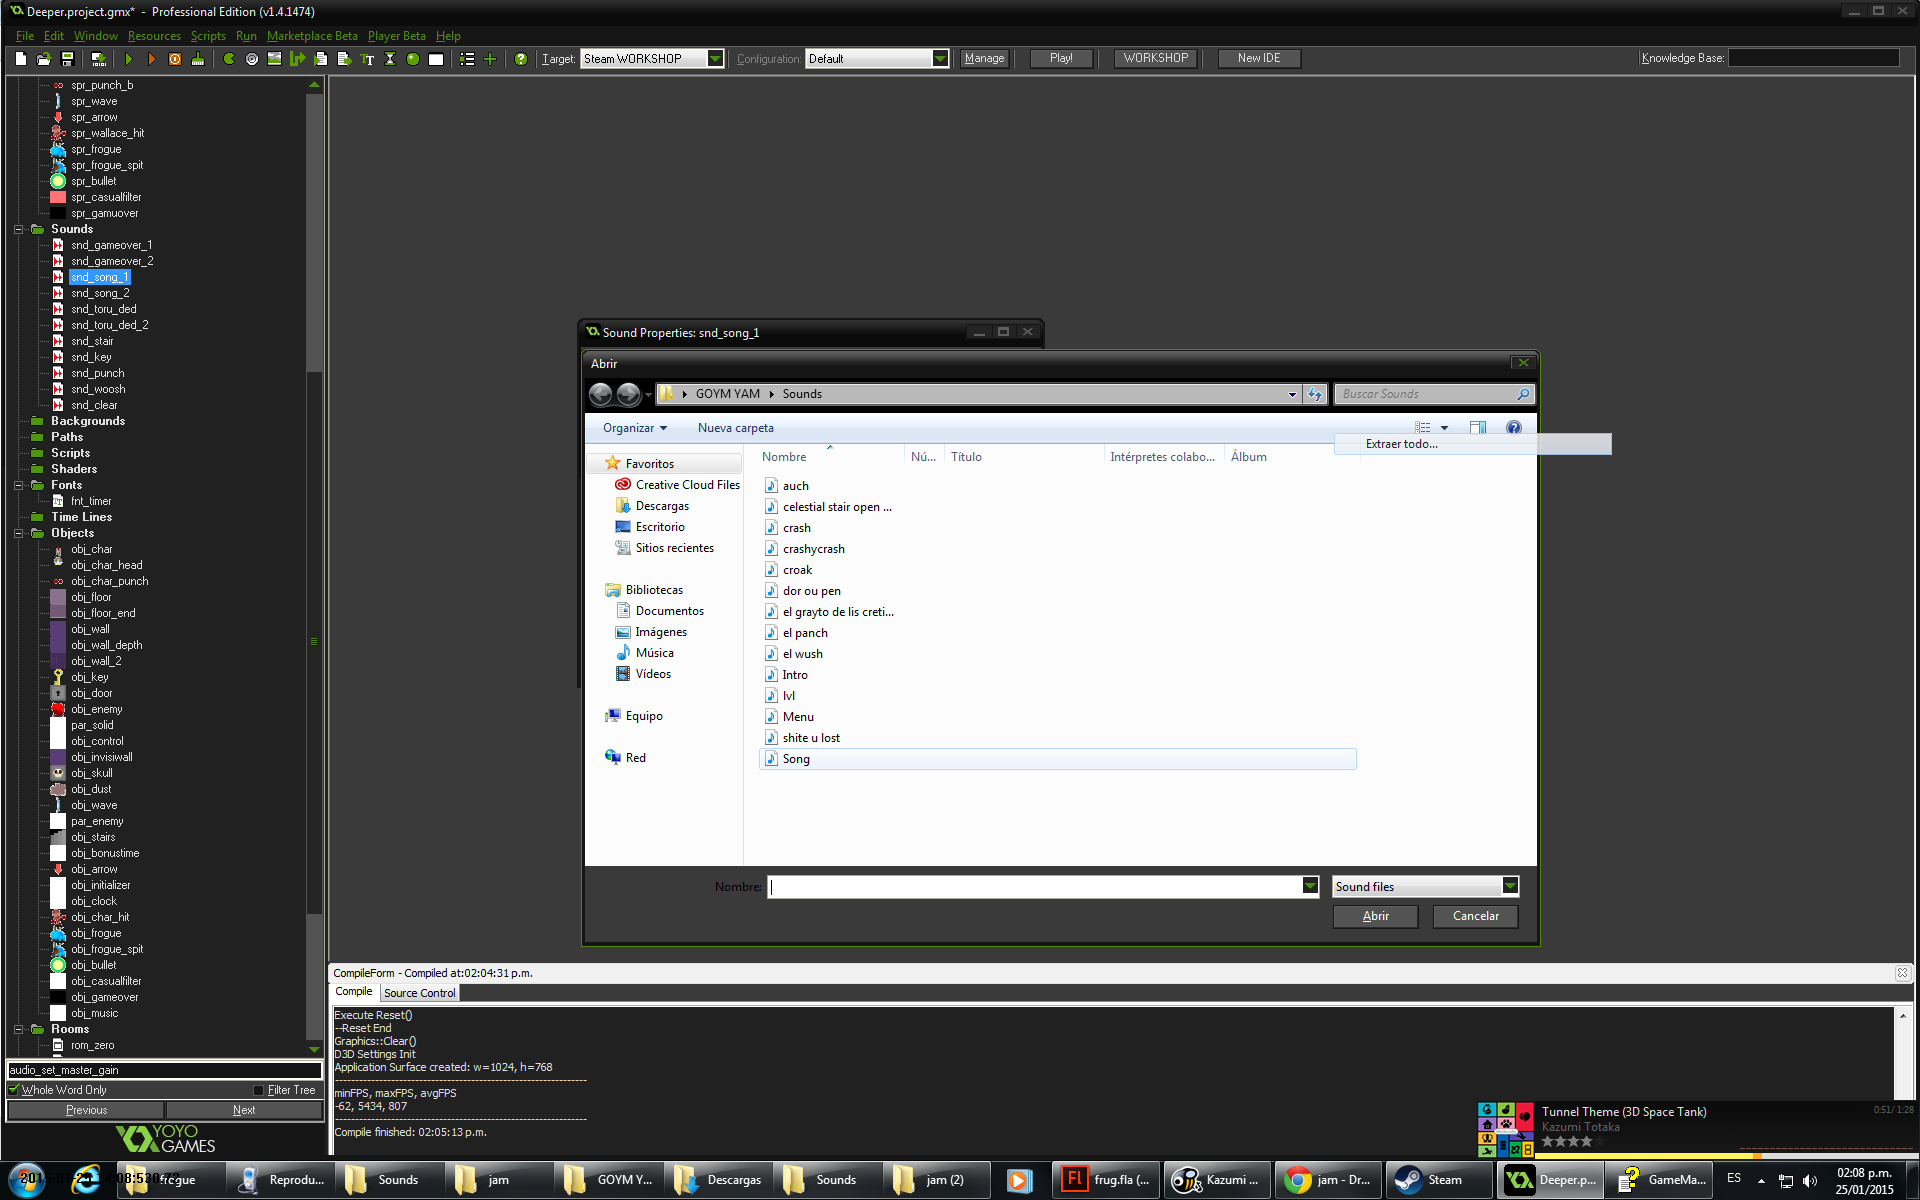 Deeper.project.gmx* - Professional Edition (v1.4.1474)
File Edit Window Resources Scripts Run Marketplace Beta Player Beta Help
Target: Steam WORKSHOP Configuration: Default Manage Play! WORKSHOP New IDE Knowledge Base:
spr_punch_b
spr_wave
spr_arrow
spr_wallace_hit
spr_frogue
spr_frogue_spit
spr_bullet
spr_casualfilter
spr_gamuover
Sounds
snd_gameover_1
snd_gameover_2
snd_song_1
snd_song_2
snd_toru_ded
snd_toru_ded_2
snd_stair
snd_key
snd_punch
snd_woosh
snd_clear
Backgrounds
Paths
Scripts
Shaders
Fonts
fnt_timer
Time Lines
Objects
obj_char
obj_char_head
obj_char_punch
obj_floor
obj_floor_end
obj_wall
obj_wall_depth
obj_wall_2
obj_key
obj_door
obj_enemy
par_solid
obj_control
obj_invisiwall
obj_skull
obj_dust
obj_wave
par_enemy
obj_stairs
obj_bonustime
obj_arrow
obj_initializer
obj_clock
obj_char_hit
obj_frogue
obj_frogue_spit
obj_bullet
obj_casualfilter
obj_gameover
obj_music
Rooms
rom_zero
audio_set_master_gain
Whole Word Only Filter Tree
Previous Next
YOYO
GAMES
Sound Properties: snd_song_1
Abrir
GOYM YAM Sounds
Buscar Sounds
Organizar Nueva carpeta
Extraer todo...
Nombre Nú... Título Intérpretes colabo... Álbum
Favoritos
Creative Cloud Files
Descargas
Escritorio
Sitios recientes
Bibliotecas
Documentos
Imágenes
Música
Vídeos
Equipo
Red
auch
celestial stair open ...
crash
crashycrash
croak
dor ou pen
el grayto de lis creti...
el panch
el wush
Intro
lvl
Menu
shite u lost
Song
Nombre:
Sound files
Abrir Cancelar
CompileForm - Compiled at:02:04:31 p.m.
Compile Source Control
Execute Reset()
--Reset End
Graphics::Clear()
D3D Settings Init
Application Surface created: w=1024, h=768
minFPS, maxFPS, avgFPS
-62, 5434, 807
Compile finished: 02:05:13 p.m.
Tunnel Theme (3D Space Tank)
Kazumi Totaka
0:51/ 1:28
frogue
Reprodu...
Sounds
jam
GOYM Y...
Descargas
Sounds
jam (2)
frug.fla (...
Kazumi ...
jam - Dr...
Steam
Deeper.p...
GameMa...
ES
02:08 p.m.
25/01/2015